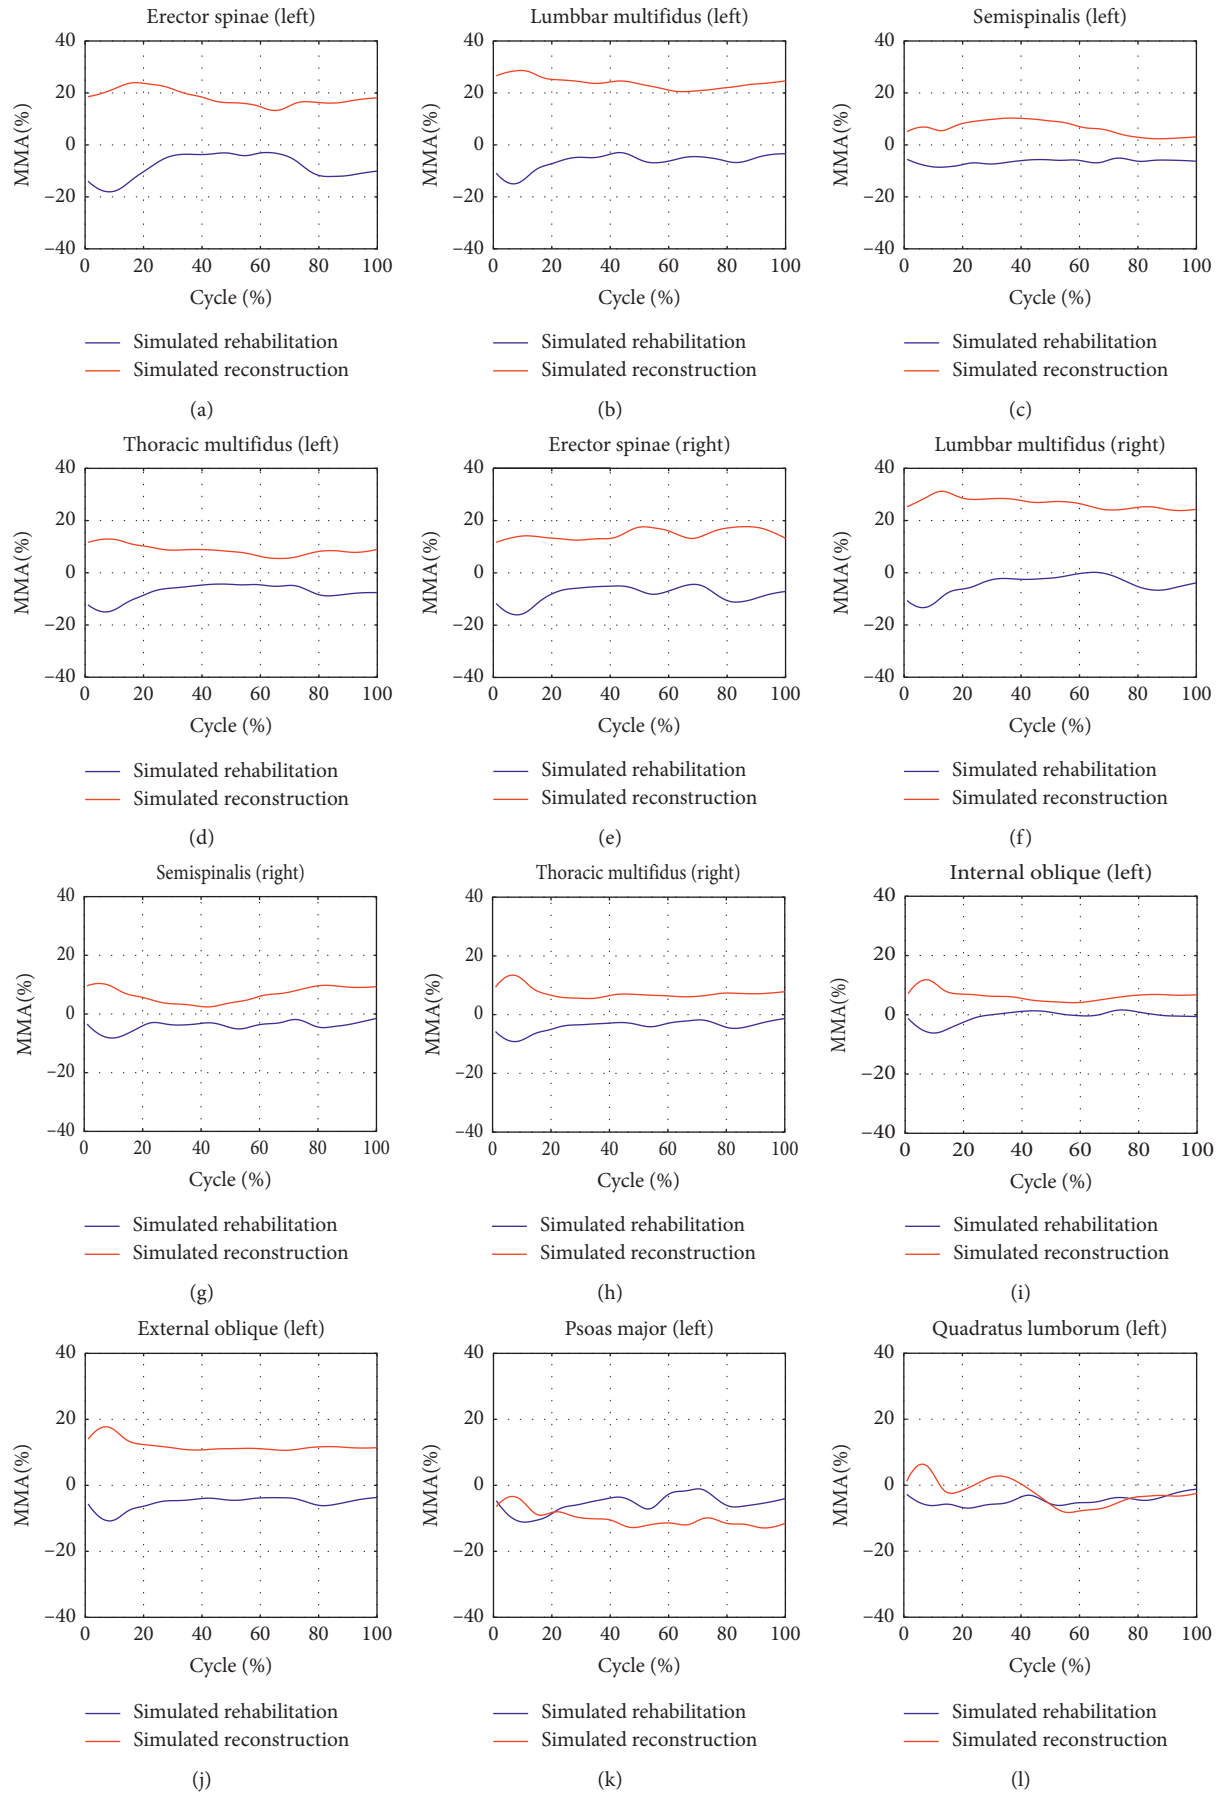 Erector spinae (left)
40
20
0
−20
−40
MMA(%)
0 20 40 60 80 100
Cycle (%)
Simulated rehabilitation
Simulated reconstruction
(a)
Lumbbar multifidus (left)
40
20
0
−20
−40
MMA(%)
0 20 40 60 80 100
Cycle (%)
Simulated rehabilitation
Simulated reconstruction
(b)
Semispinalis (left)
40
20
0
−20
−40
MMA(%)
0 20 40 60 80 100
Cycle (%)
Simulated rehabilitation
Simulated reconstruction
(c)
Thoracic multifidus (left)
40
20
0
−20
−40
MMA(%)
0 20 40 60 80 100
Cycle (%)
Simulated rehabilitation
Simulated reconstruction
(d)
Erector spinae (right)
40
20
0
−20
−40
MMA(%)
0 20 40 60 80 100
Cycle (%)
Simulated rehabilitation
Simulated reconstruction
(e)
Lumbbar multifidus (right)
40
20
0
−20
−40
MMA(%)
0 20 40 60 80 100
Cycle (%)
Simulated rehabilitation
Simulated reconstruction
(f)
Semispinalis (right)
40
20
0
−20
−40
MMA(%)
0 20 40 60 80 100
Cycle (%)
Simulated rehabilitation
Simulated reconstruction
(g)
Thoracic multifidus (right)
40
20
0
−20
−40
MMA(%)
0 20 40 60 80 100
Cycle (%)
Simulated rehabilitation
Simulated reconstruction
(h)
Internal oblique (left)
40
20
0
−20
−40
MMA(%)
0 20 40 60 80 100
Cycle (%)
Simulated rehabilitation
Simulated reconstruction
(i)
External oblique (left)
40
20
0
−20
−40
MMA(%)
0 20 40 60 80 100
Cycle (%)
Simulated rehabilitation
Simulated reconstruction
(j)
Psoas major (left)
40
20
0
−20
−40
MMA(%)
0 20 40 60 80 100
Cycle (%)
Simulated rehabilitation
Simulated reconstruction
(k)
Quadratus lumborum (left)
40
20
0
−20
−40
MMA(%)
0 20 40 60 80 100
Cycle (%)
Simulated rehabilitation
Simulated reconstruction
(l)